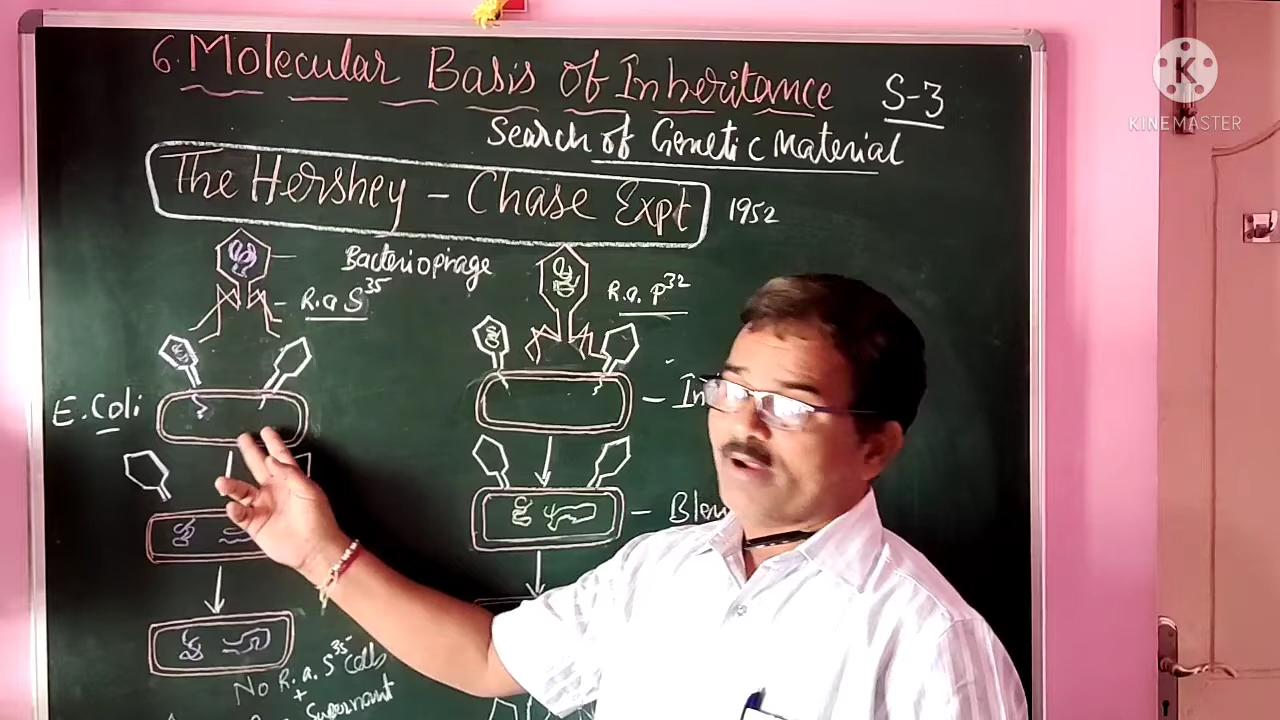 6. Molecular Basis of Inheritance S-3
Search of Genetic Material
The Hershey - Chase Expt 1952
Bacteriophage
R.a S35
R.a. P32
E. Coli
In
Blen
No R.a. S35 Cells
+
Supernant
K
KINEMASTER